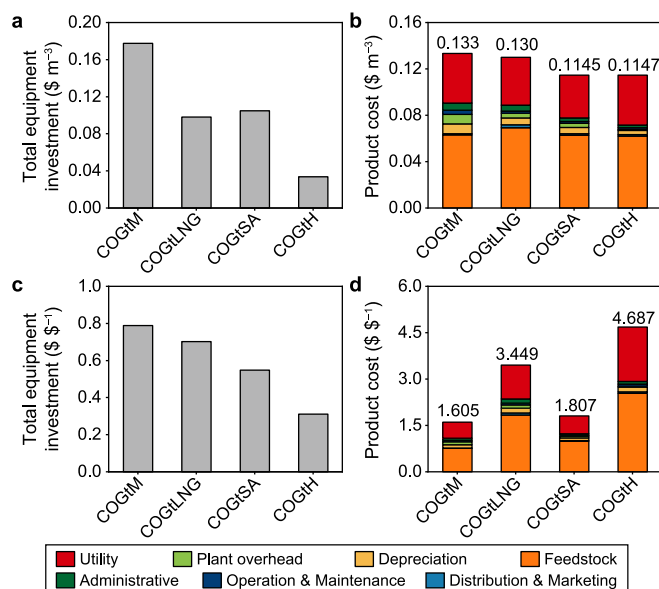 a
Total equipment
investment ($ m⁻³)
0.20
0.16
0.12
0.08
0.04
0.00
COGtM
COGtLNG
COGtSA
COGtH
b
Product cost ($ m⁻³)
0.16
0.12
0.08
0.04
0.00
0.133
0.130
0.1145
0.1147
COGtM
COGtLNG
COGtSA
COGtH
c
Total equipment
investment ($ $⁻¹)
1.0
0.8
0.6
0.4
0.2
0.0
COGtM
COGtLNG
COGtSA
COGtH
d
Product cost ($ $⁻¹)
6.0
4.5
3.0
1.5
0.0
1.605
3.449
1.807
4.687
COGtM
COGtLNG
COGtSA
COGtH
Utility Plant overhead Depreciation Feedstock
Administrative Operation & Maintenance Distribution & Marketing